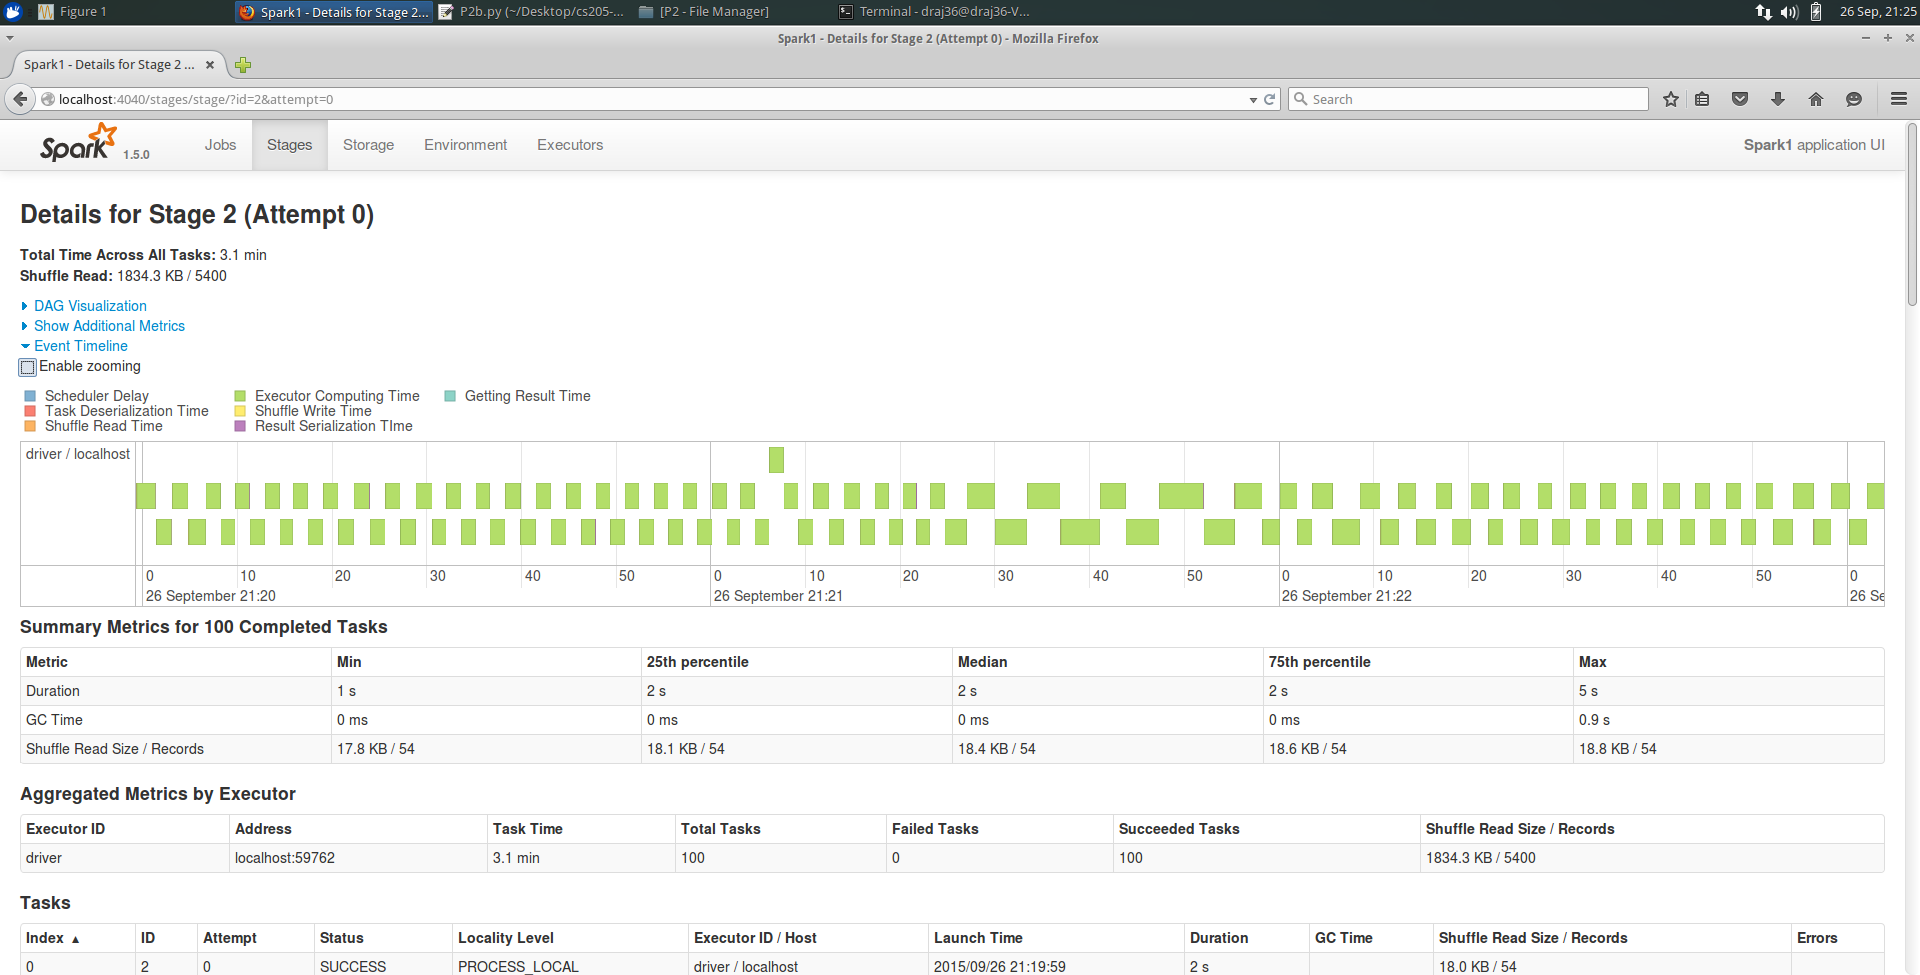 Figure 1
Spark1 - Details for Stage 2...
P2b.py (~/Desktop/cs205-...
[P2 - File Manager]
Terminal - draj36@draj36-V...
26 Sep, 21:25
Spark1 - Details for Stage 2 (Attempt 0) - Mozilla Firefox
Spark1 - Details for Stage 2 ...
localhost:4040/stages/stage/?id=2&attempt=0
Search
Spark 1.5.0
Jobs
Stages
Storage
Environment
Executors
Spark1 application UI
Details for Stage 2 (Attempt 0)
Total Time Across All Tasks: 3.1 min
Shuffle Read: 1834.3 KB / 5400
DAG Visualization
Show Additional Metrics
Event Timeline
Enable zooming
Scheduler Delay Executor Computing Time Getting Result Time
Task Deserialization Time Shuffle Write Time
Shuffle Read Time Result Serialization TIme
driver / localhost
0 10 20 30 40 50 0 10 20 30 40 50 0 10 20 30 40 50 0
26 September 21:20 26 September 21:21 26 September 21:22 26 Se
Summary Metrics for 100 Completed Tasks
Metric Min 25th percentile Median 75th percentile Max
Duration 1 s 2 s 2 s 2 s 5 s
GC Time 0 ms 0 ms 0 ms 0 ms 0.9 s
Shuffle Read Size / Records 17.8 KB / 54 18.1 KB / 54 18.4 KB / 54 18.6 KB / 54 18.8 KB / 54
Aggregated Metrics by Executor
Executor ID Address Task Time Total Tasks Failed Tasks Succeeded Tasks Shuffle Read Size / Records
driver localhost:59762 3.1 min 100 0 100 1834.3 KB / 5400
Tasks
Index ▲ ID Attempt Status Locality Level Executor ID / Host Launch Time Duration GC Time Shuffle Read Size / Records Errors
0 2 0 SUCCESS PROCESS_LOCAL driver / localhost 2015/09/26 21:19:59 2 s 18.0 KB / 54